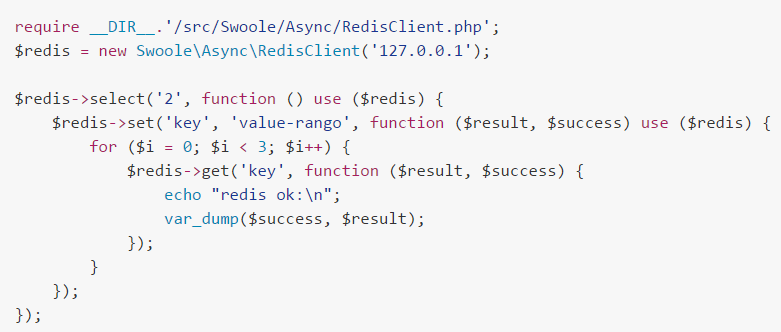 require __DIR__.'/src/Swoole/Async/RedisClient.php';
$redis = new Swoole\Async\RedisClient('127.0.0.1');

$redis->select('2', function () use ($redis) {
    $redis->set('key', 'value-rango', function ($result, $success) use ($redis) {
        for ($i = 0; $i < 3; $i++) {
            $redis->get('key', function ($result, $success) {
                echo "redis ok:\n";
                var_dump($success, $result);
            });
        }
    });
});